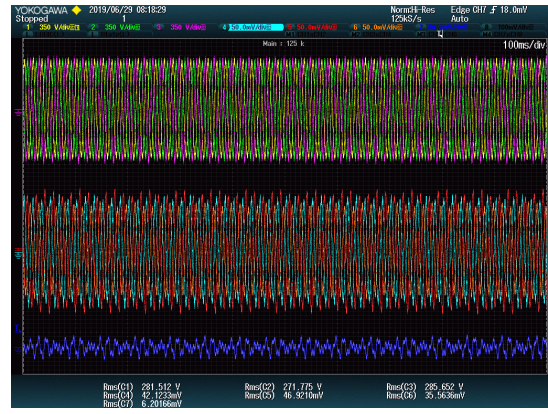 YOKOGAWA 2019/06/29 08:18:29 Norm:Hi-Res Edge CH7 18.0mV
Stopped 1 125kS/s Auto
1 350 V/div 2 350 V/div 3 350 V/div 4 50.0mV/div 5 50.0mV/div 6 50.0mV/div
Main : 125 k 100ms/div
Rms(C1) 281.512 V Rms(C2) 271.775 V Rms(C3) 285.652 V
Rms(C4) 42.1233mV Rms(C5) 46.9210mV Rms(C6) 35.5636mV
Rms(C7) 6.20166mV